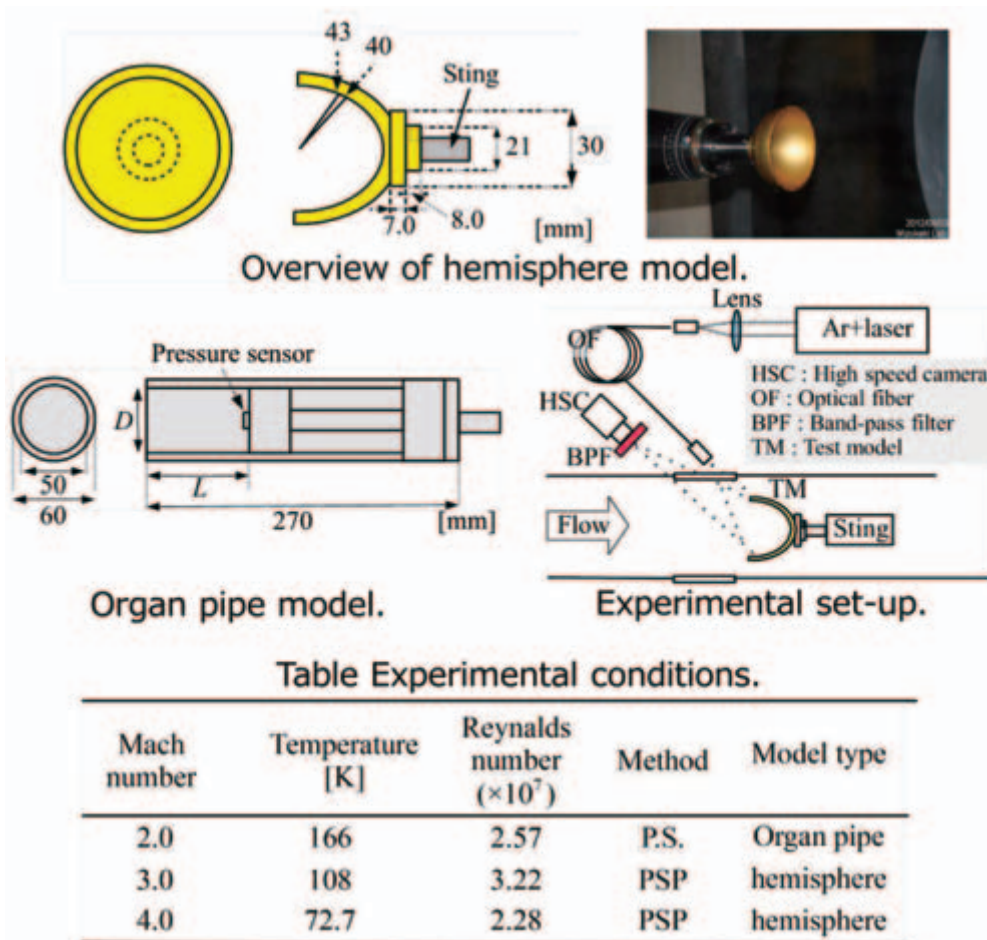 43
40
Sting
21
30
7.0
8.0
[mm]
Overview of hemisphere model.
Lens
OF
Ar+laser
Pressure sensor
HSC : High speed camera
OF : Optical fiber
BPF : Band-pass filter
TM : Test model
HSC
BPF
D
L
50
60
270
[mm]
TM
Flow
Sting
Organ pipe model.
Experimental set-up.
Table Experimental conditions.
Mach number Temperature [K] Reynalds number (×10⁷) Method Model type
2.0 166 2.57 P.S. Organ pipe
3.0 108 3.22 PSP hemisphere
4.0 72.7 2.28 PSP hemisphere